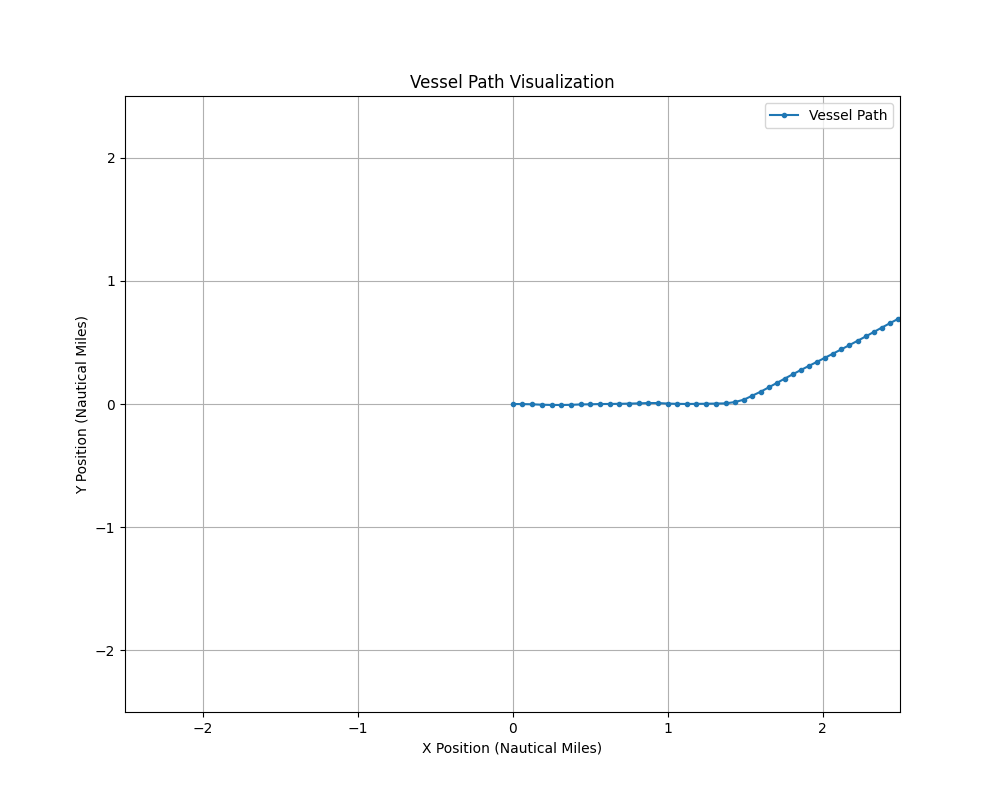 Vessel Path Visualization
Vessel Path
2
1
0
−1
−2
Y Position (Nautical Miles)
−2
−1
0
1
2
X Position (Nautical Miles)